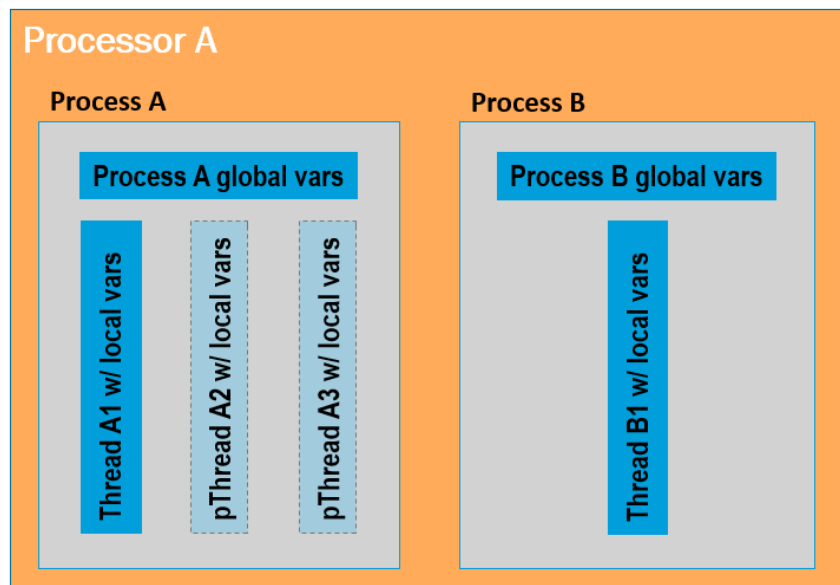 Processor A
Process A
Process B
Process A global vars
Process B global vars
Thread A1 w/ local vars
pThread A2 w/ local vars
pThread A3 w/ local vars
Thread B1 w/ local vars